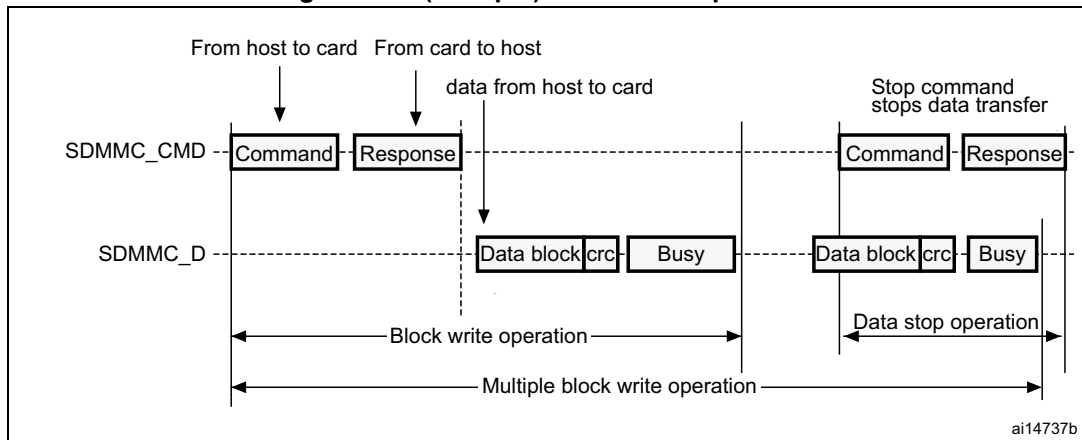 From host to card From card to host
data from host to card
Stop command
stops data transfer
SDMMC_CMD Command Response Command Response
SDMMC_D Data block crc Busy Data block crc Busy
Block write operation
Data stop operation
Multiple block write operation
ai14737b